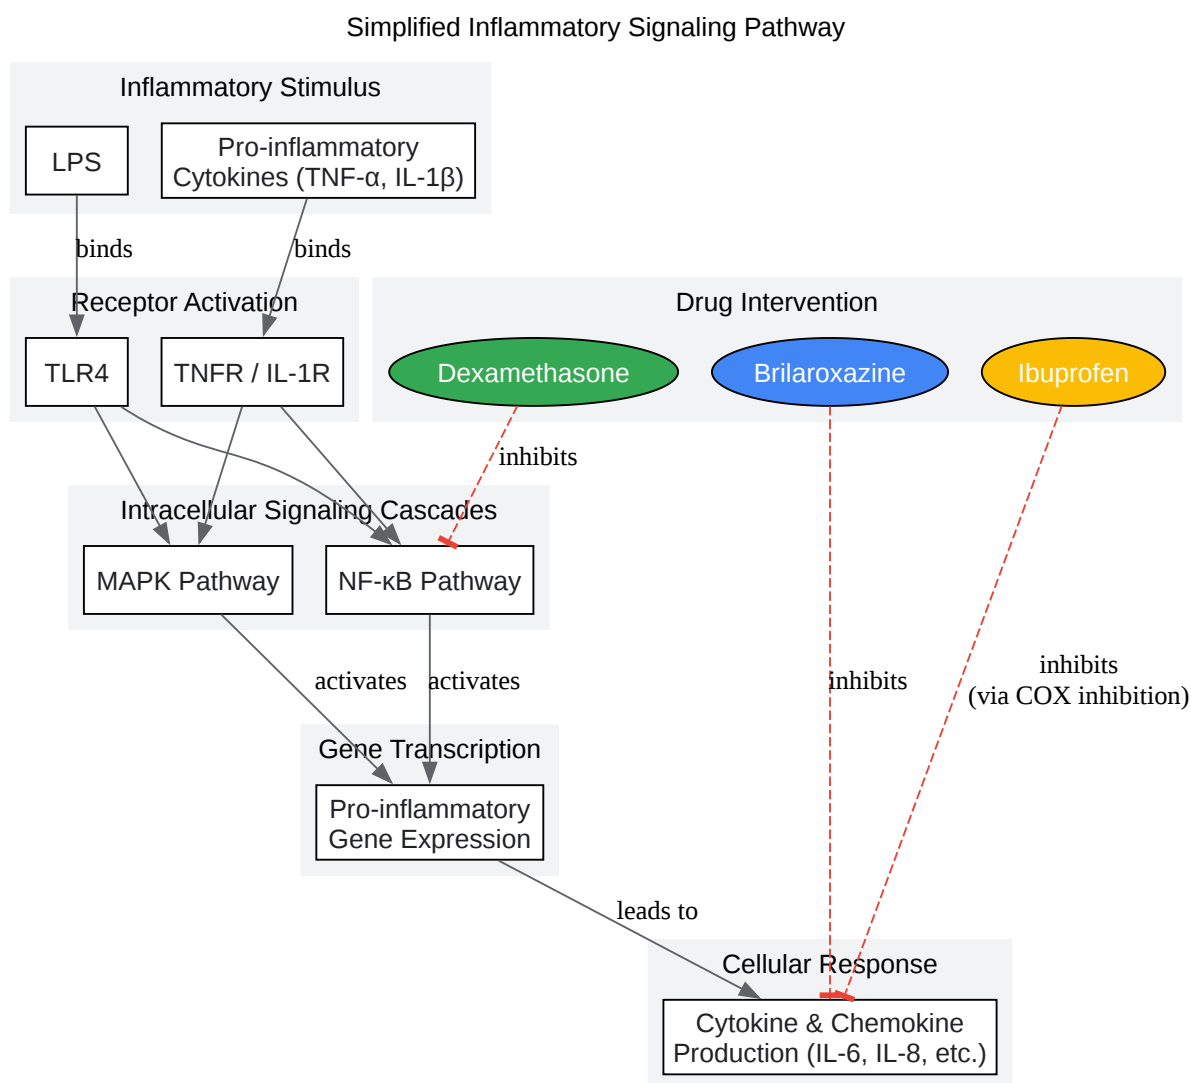 Simplified Inflammatory Signaling Pathway
Inflammatory Stimulus
LPS
Pro-inflammatory
Cytokines (TNF-α, IL-1β)
binds
binds
Receptor Activation
TLR4
TNFR / IL-1R
Drug Intervention
Dexamethasone
Brilaroxazine
Ibuprofen
inhibits
Intracellular Signaling Cascades
MAPK Pathway
NF-κB Pathway
activates
activates
inhibits
inhibits
(via COX inhibition)
Gene Transcription
Pro-inflammatory
Gene Expression
leads to
Cellular Response
Cytokine & Chemokine
Production (IL-6, IL-8, etc.)